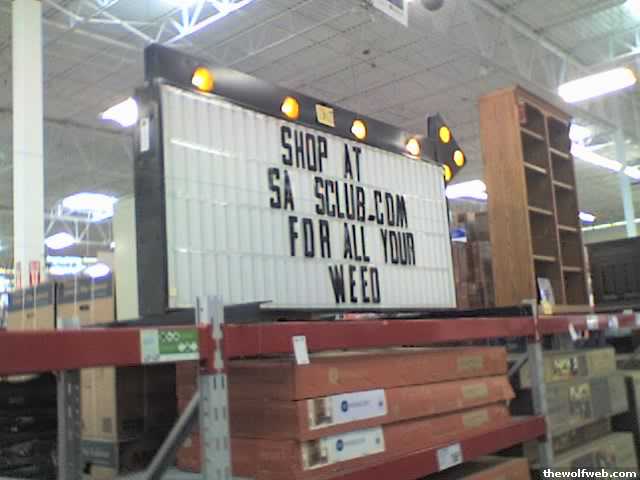 SHOP AT
SA SCLUB.COM
FOR ALL YOUR
WEED
thewolfweb.com